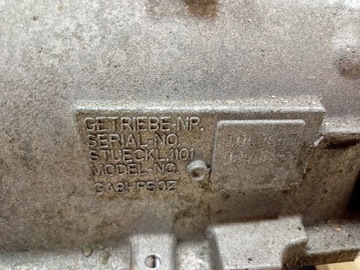 GETRIEBE-NR.
SERIAL-NO.
STUECKL.1101
MODEL-NO.
GA8HP50Z